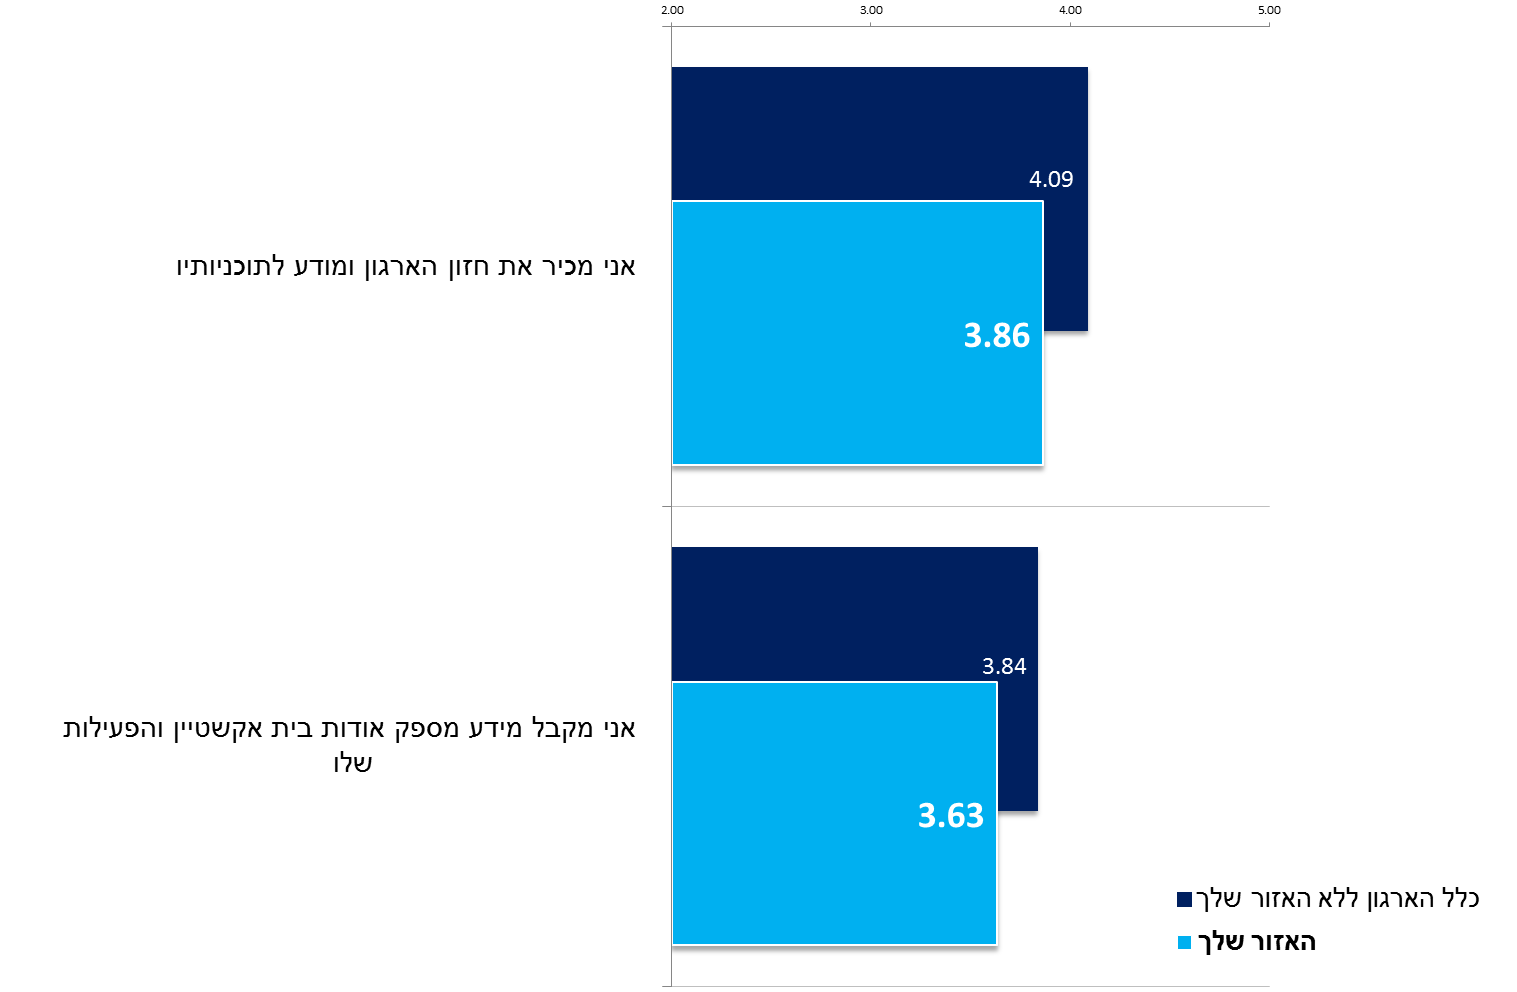 2.00 3.00 4.00 5.00
4.09
אני מכיר את חזון הארגון ומודע לתוכניותיו
3.86
3.84
אני מקבל מידע מספק אודות בית אקשטיין והפעילות
שלו
3.63
כלל הארגון ללא האזור שלך
האזור שלך